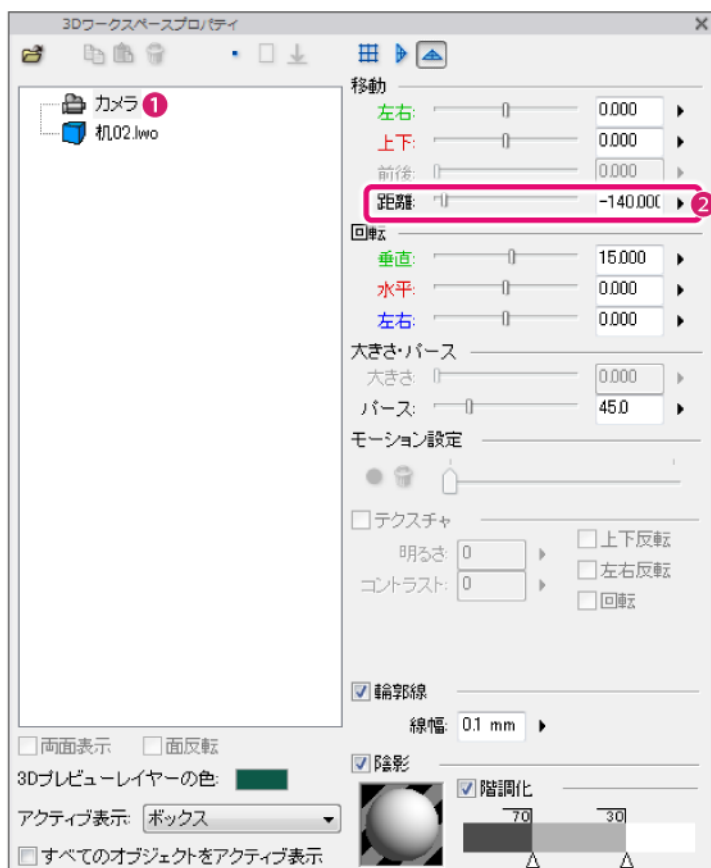 3Dワークスペースプロパティ
カメラ 1
机02.lwo
移動
左右: 0.000
上下: 0.000
前後: 0.000
距離: -140.000 2
回転
垂直: 15.000
水平: 0.000
左右: 0.000
大きさ・パース
大きさ: 0.000
パース: 45.0
モーション設定
テクスチャ
明るさ: 0
コントラスト: 0
上下反転
左右反転
回転
輪郭線
線幅: 0.1 mm
両面表示 面反転
3Dプレビューレイヤーの色:
アクティブ表示: ボックス
すべてのオブジェクトをアクティブ表示
陰影
階調化
70 30